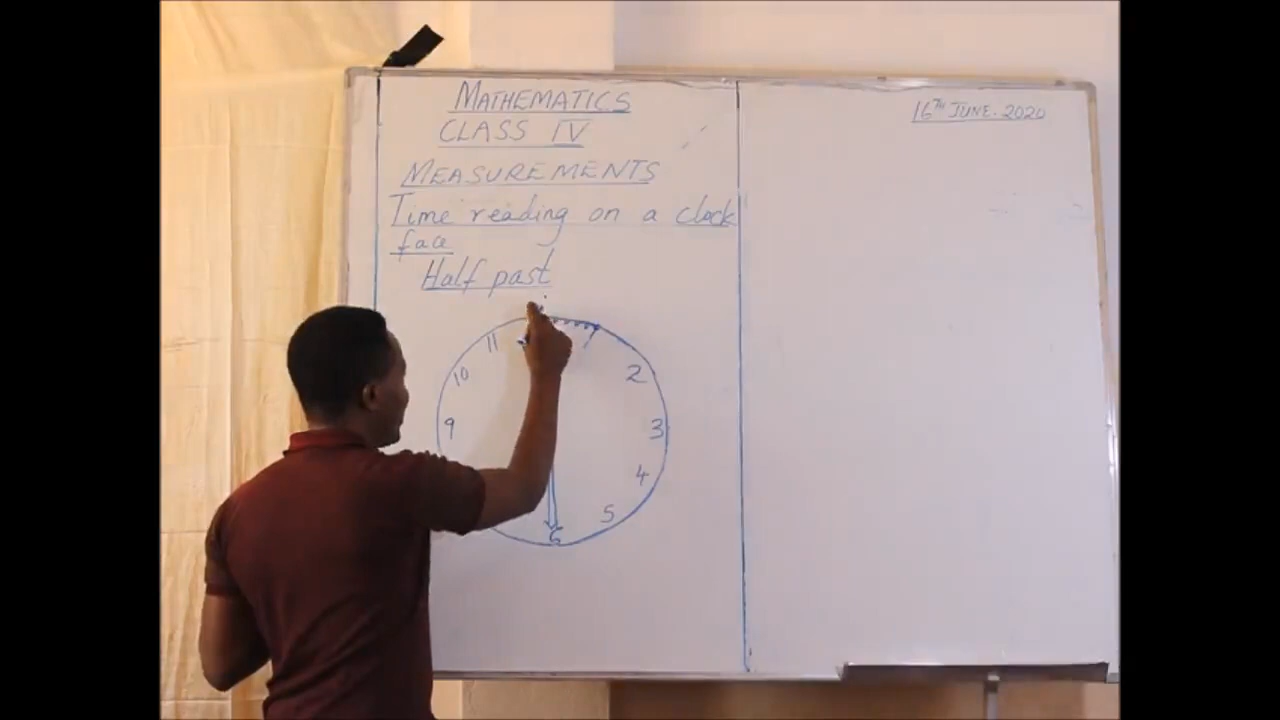 MATHEMATICS
CLASS IV
MEASUREMENTS
Time reading on a clock
face
Half past
16TH JUNE. 2020
11
1
10
2
9
3
4
5
6